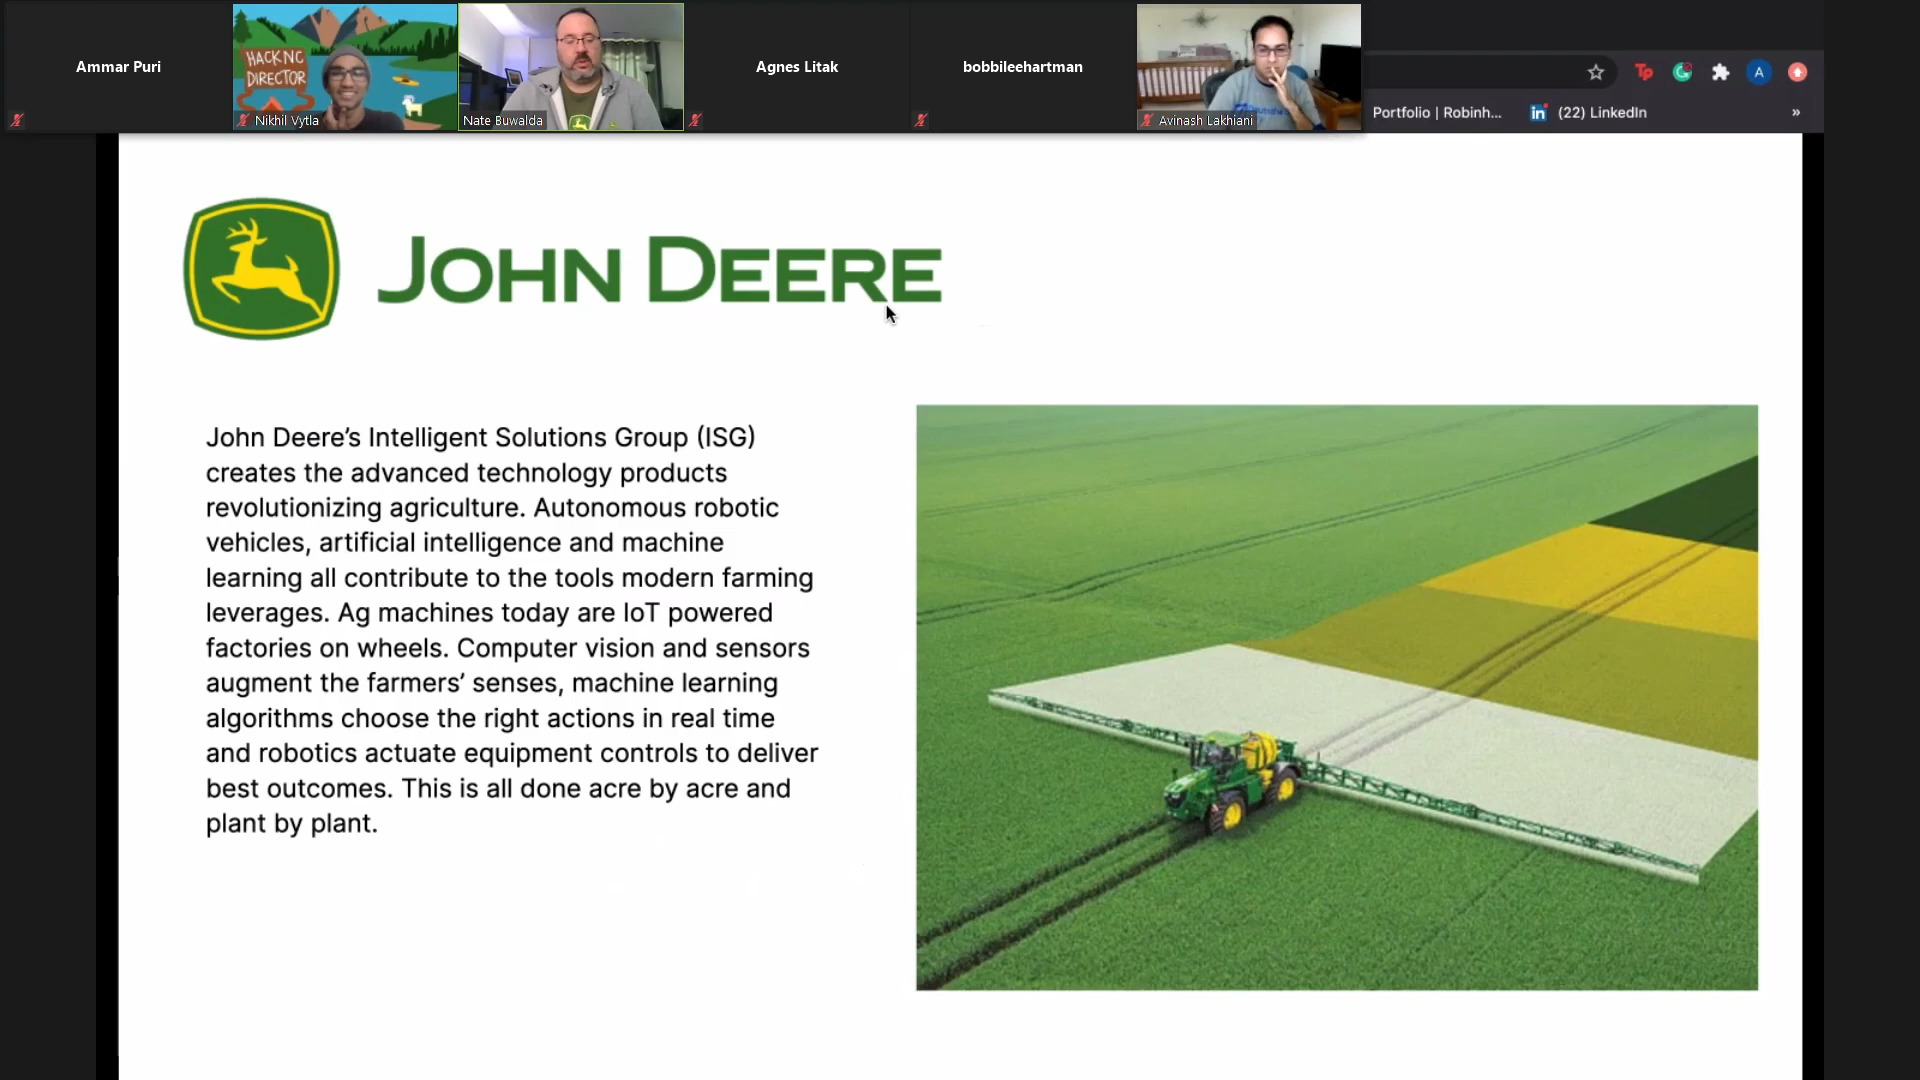 Ammar Puri
HACK NC
DIRECTOR
Nikhil Vytla
Nate Buwalda
Agnes Litak
bobbileehartman
Avinash Lakhiani
Tp
A
Portfolio | Robinh...
in
(22) LinkedIn
»
JOHN DEERE
John Deere’s Intelligent Solutions Group (ISG)
creates the advanced technology products
revolutionizing agriculture. Autonomous robotic
vehicles, artificial intelligence and machine
learning all contribute to the tools modern farming
leverages. Ag machines today are IoT powered
factories on wheels. Computer vision and sensors
augment the farmers’ senses, machine learning
algorithms choose the right actions in real time
and robotics actuate equipment controls to deliver
best outcomes. This is all done acre by acre and
plant by plant.